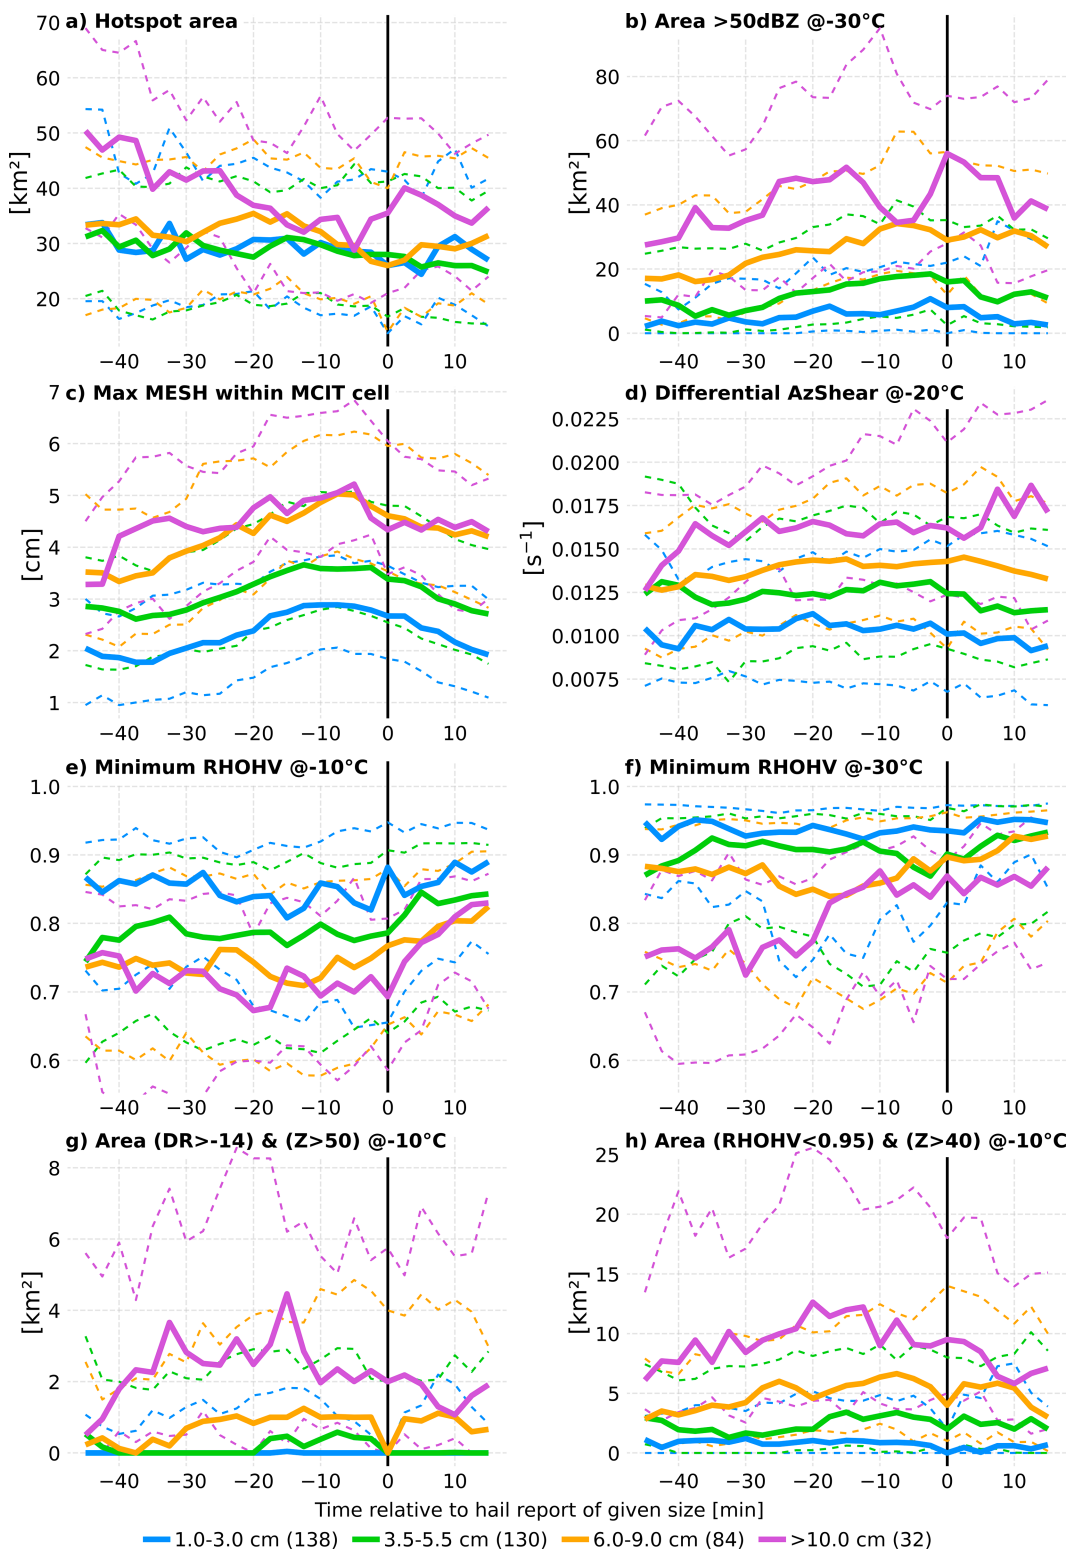 a) Hotspot area
70
60
50
40
30
20
[km²]
−40 −30 −20 −10 0 10
b) Area >50dBZ @-30°C
80
60
40
20
0
[km²]
−40 −30 −20 −10 0 10
c) Max MESH within MCIT cell
7
6
5
4
3
2
1
[cm]
−40 −30 −20 −10 0 10
d) Differential AzShear @-20°C
0.0225
0.0200
0.0175
0.0150
0.0125
0.0100
0.0075
[s⁻¹]
−40 −30 −20 −10 0 10
e) Minimum RHOHV @-10°C
1.0
0.9
0.8
0.7
0.6
−40 −30 −20 −10 0 10
f) Minimum RHOHV @-30°C
1.0
0.9
0.8
0.7
0.6
−40 −30 −20 −10 0 10
g) Area (DR>-14) & (Z>50) @-10°C
8
6
4
2
0
[km²]
−40 −30 −20 −10 0 10
h) Area (RHOHV<0.95) & (Z>40) @-10°C
25
20
15
10
5
0
[km²]
−40 −30 −20 −10 0 10
Time relative to hail report of given size [min]
1.0-3.0 cm (138) 3.5-5.5 cm (130) 6.0-9.0 cm (84) >10.0 cm (32)